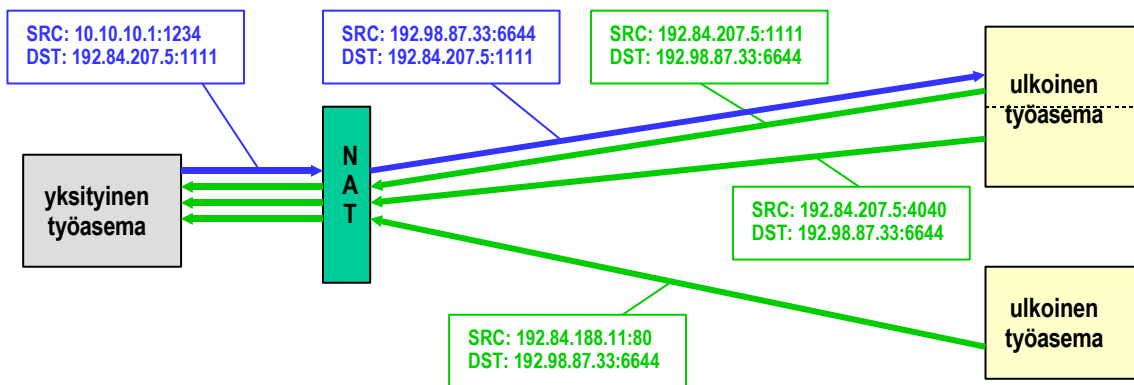 SRC: 10.10.10.1:1234
DST: 192.84.207.5:1111
SRC: 192.98.87.33:6644
DST: 192.84.207.5:1111
SRC: 192.84.207.5:1111
DST: 192.98.87.33:6644
ulkoinen
työasema
N
A
T
yksityinen
työasema
SRC: 192.84.207.5:4040
DST: 192.98.87.33:6644
ulkoinen
työasema
SRC: 192.84.188.11:80
DST: 192.98.87.33:6644